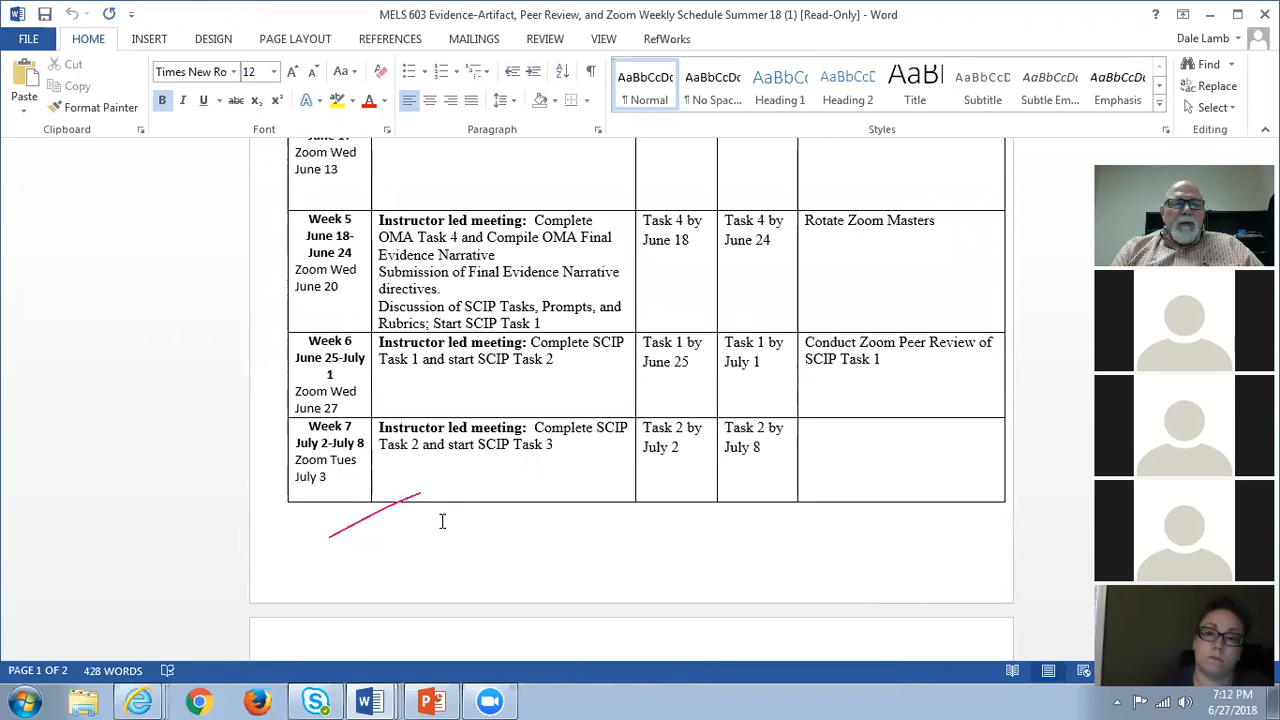 MELS 603 Evidence-Artifact, Peer Review, and Zoom Weekly Schedule Summer 18 (1) [Read-Only] - Word
FILE HOME INSERT DESIGN PAGE LAYOUT REFERENCES MAILINGS REVIEW VIEW RefWorks Dale Lamb
Cut
Copy
Format Painter
Paste
Clipboard
Times New Ro 12
Font
Paragraph
AaBbCcDc AaBbCcDc AaBbCc AaBbCc AaBl AaBbCcD AaBbCcDc AaBbCcDc
¶ Normal ¶ No Spac... Heading 1 Heading 2 Title Subtitle Subtle Em... Emphasis
Styles
Find
Replace
Select
Editing
June 17
Zoom Wed
June 13
Week 5
June 18-
June 24
Zoom Wed
June 20
Instructor led meeting: Complete
OMA Task 4 and Compile OMA Final
Evidence Narrative
Submission of Final Evidence Narrative
directives.
Discussion of SCIP Tasks, Prompts, and
Rubrics; Start SCIP Task 1
Task 4 by
June 18
Task 4 by
June 24
Rotate Zoom Masters
Week 6
June 25-July
1
Zoom Wed
June 27
Instructor led meeting: Complete SCIP
Task 1 and start SCIP Task 2
Task 1 by
June 25
Task 1 by
July 1
Conduct Zoom Peer Review of
SCIP Task 1
Week 7
July 2-July 8
Zoom Tues
July 3
Instructor led meeting: Complete SCIP
Task 2 and start SCIP Task 3
Task 2 by
July 2
Task 2 by
July 8
PAGE 1 OF 2 428 WORDS
7:12 PM
6/27/2018